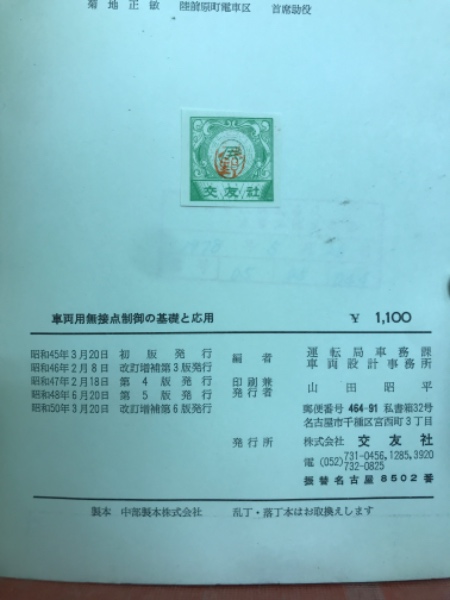 菊地正敏 陸前原町電車区 首席助役
交友社
車両用無接点制御の基礎と応用 ¥ 1,100
昭和45年3月20日 初版発行
昭和46年2月8日 改訂増補第3版発行
昭和47年2月18日 第4版発行
昭和48年6月20日 第5版発行
昭和50年3月20日 改訂増補第6版発行
編者 運転局車務課
車両設計事務所
印刷兼
発行者 山田昭平
郵便番号 464-91 私書箱32号
名古屋市千種区宮西町3丁目
発行所 株式会社 交友社
電(052) 731-0456,1285,3920
732-0825
振替名古屋8502番
製本 中部製本株式会社 乱丁・落丁本はお取換えします